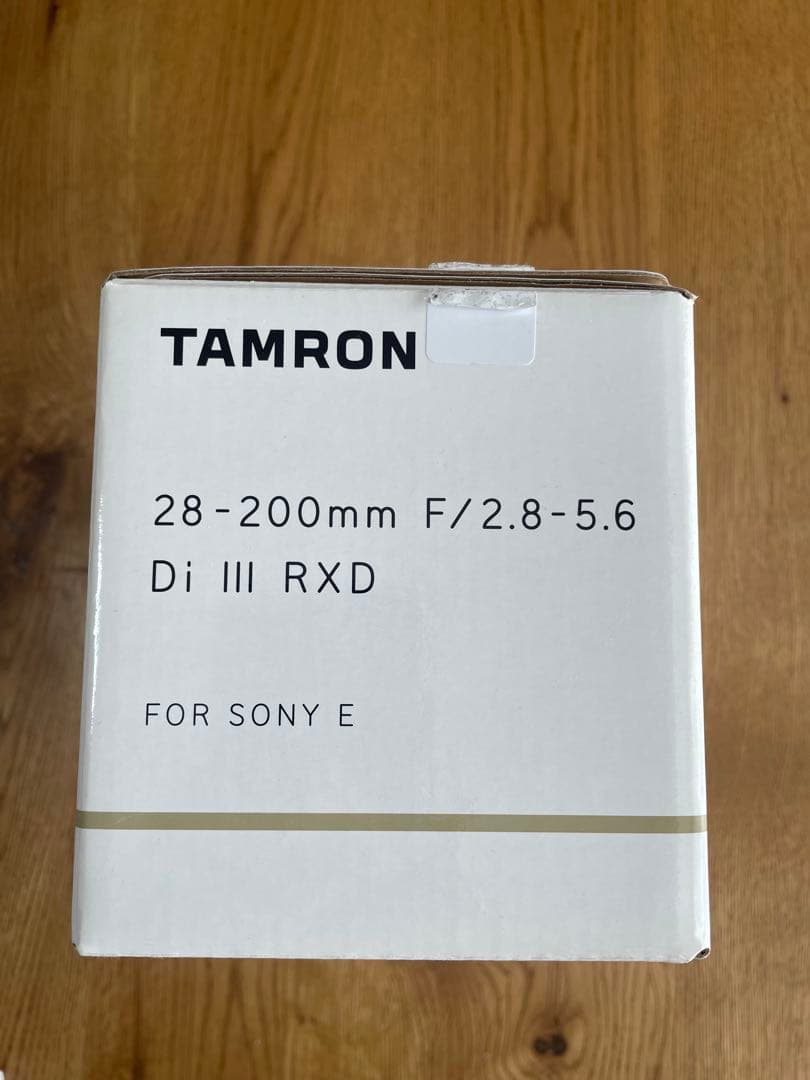 TAMRON
28-200mm F/2.8-5.6
Di III RXD
FOR SONY E